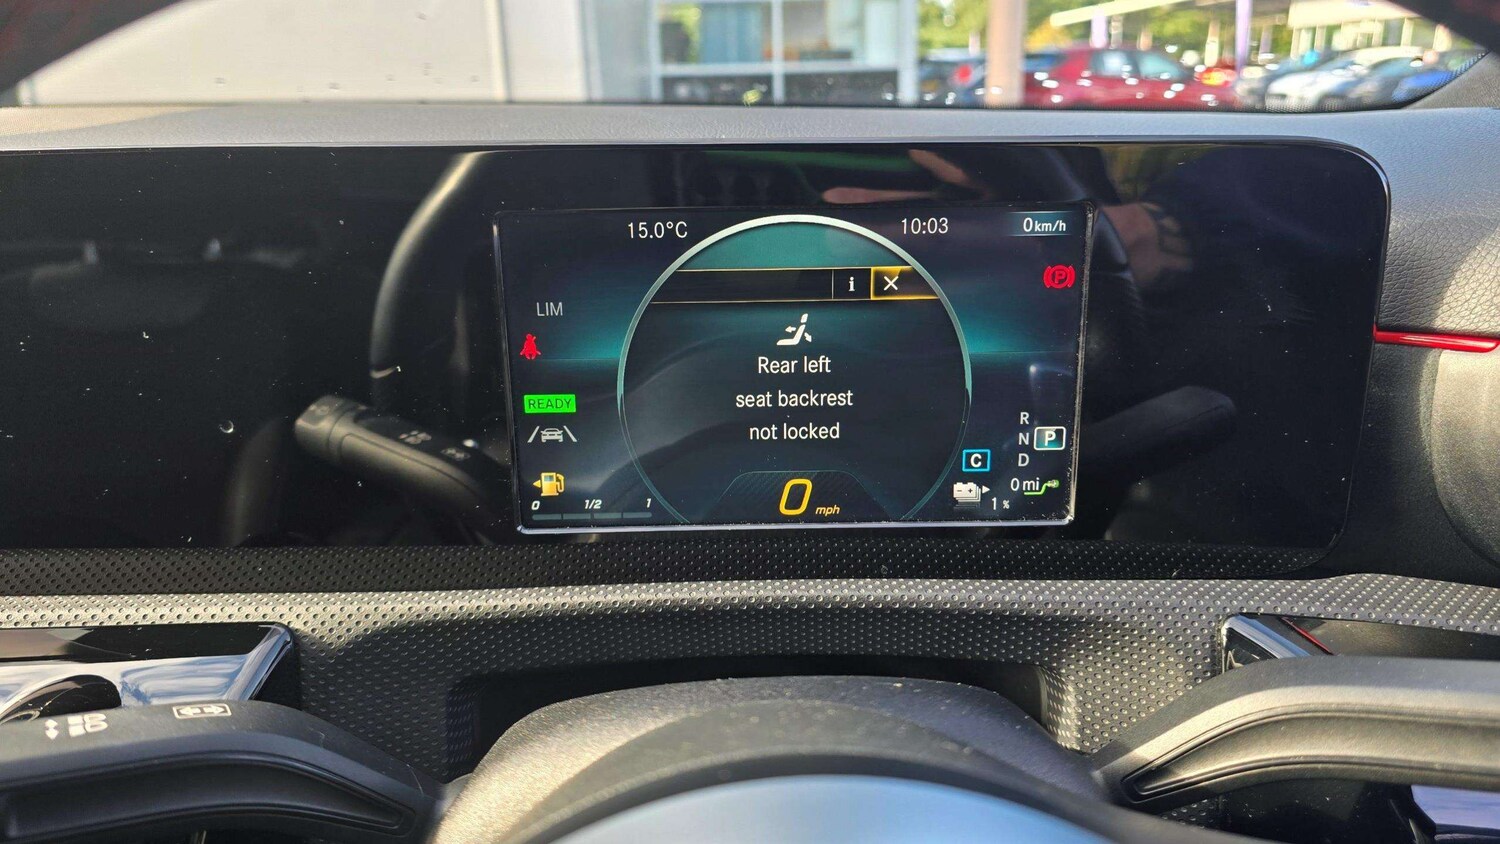 15.0°C
10:03
0 km/h
i
P
LIM
Rear left
seat backrest
not locked
READY
R
N P
D
C
0 mi
0 1/2 1
0 mph
1 %